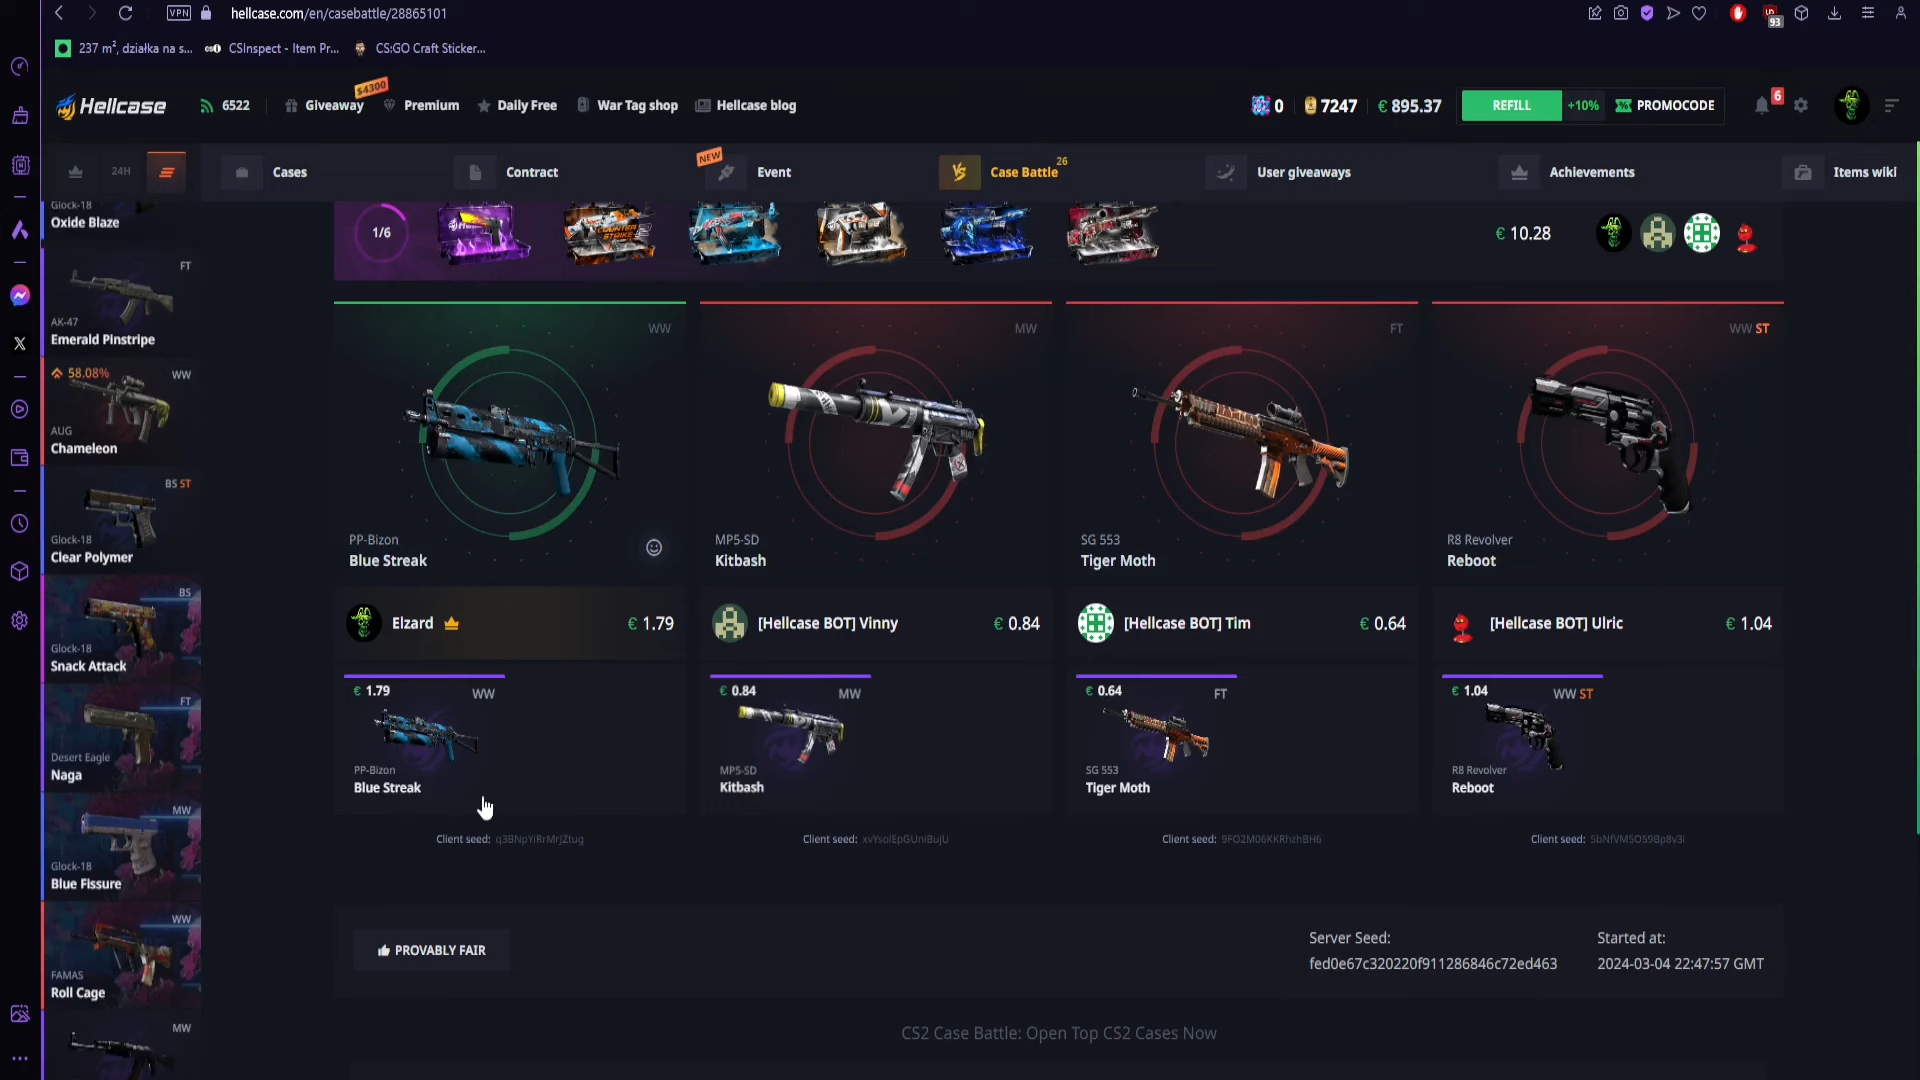 VPN
hellcase.com/en/casebattle/28865101
93
237 m², działka na s...
CSInspect - Item Pr...
CS:GO Craft Sticker...
Hellcase
6522
Giveaway
$4300
Premium
Daily Free
War Tag shop
Hellcase blog
0
7247
€ 895.37
REFILL
+10%
PROMOCODE
6
24H
Cases
Contract
NEW
Event
VS
Case Battle
26
User giveaways
Achievements
Items wiki
Glock-18
Oxide Blaze
FT
AK-47
Emerald Pinstripe
58.08%
WW
AUG
Chameleon
BS ST
Glock-18
Clear Polymer
BS
Glock-18
Snack Attack
FT
Desert Eagle
Naga
MW
Glock-18
Blue Fissure
WW
FAMAS
Roll Cage
MW
1/6
€ 10.28
WW
PP-Bizon
Blue Streak
MW
MP5-SD
Kitbash
FT
SG 553
Tiger Moth
WW ST
R8 Revolver
Reboot
Elzard
€ 1.79
[Hellcase BOT] Vinny
€ 0.84
[Hellcase BOT] Tim
€ 0.64
[Hellcase BOT] Ulric
€ 1.04
€ 1.79
WW
PP-Bizon
Blue Streak
€ 0.84
MW
MP5-SD
Kitbash
€ 0.64
FT
SG 553
Tiger Moth
€ 1.04
WW ST
R8 Revolver
Reboot
Client seed:
Client seed:
Client seed: 9FO2M06KKRhzhBH6
Client seed:
PROVABLY FAIR
Server Seed:
fed0e67c320220f911286846c72ed463
Started at:
2024-03-04 22:47:57 GMT
CS2 Case Battle: Open Top CS2 Cases Now